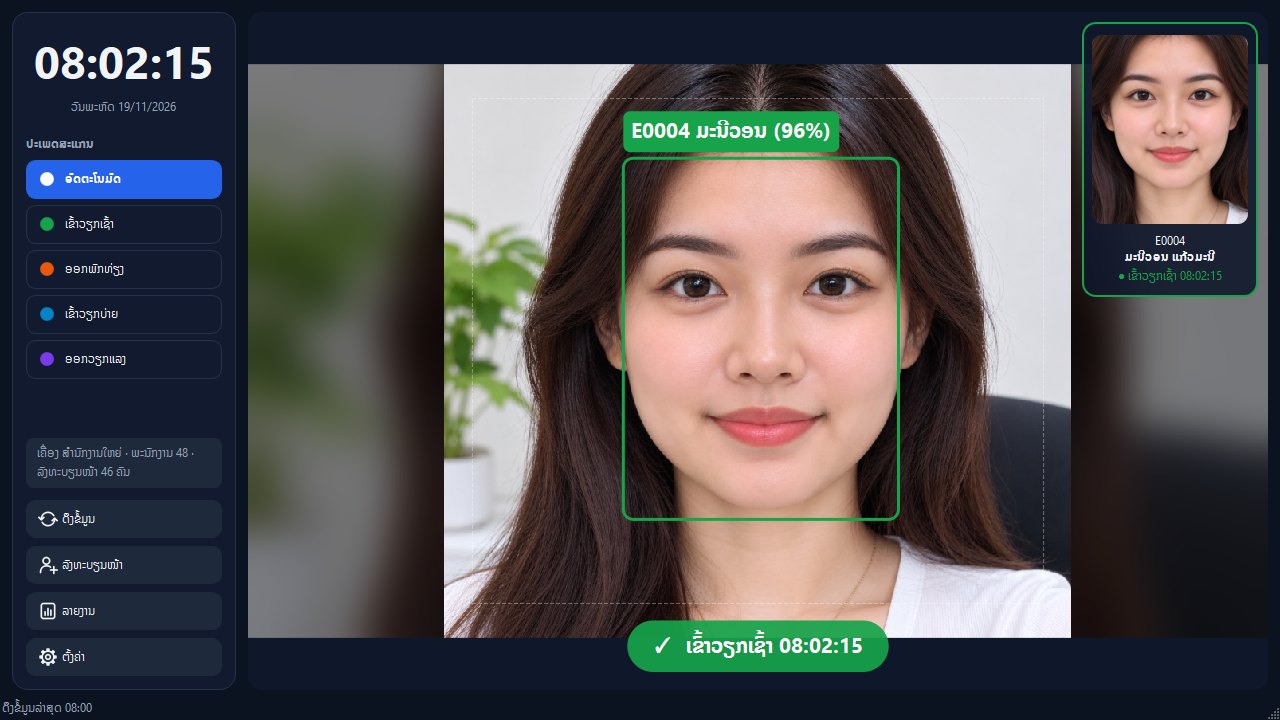 08:02:15
ວັນພະຫັດ 19/11/2026
ປະເພດສະແກນ
ອັດຕະໂນມັດ
ເຂົ້າວຽກເຊົ້າ
ອອກພັກທ່ຽງ
ເຂົ້າວຽກບ່າຍ
ອອກວຽກແລງ
ເຄື່ອງ ສຳນັກງານໃຫຍ່ · ພະນັກງານ 48 ·
ລົງທະບຽນໜ້າ 46 ຄົນ
ດຶງຂໍ້ມູນ
ລົງທະບຽນໜ້າ
ລາຍງານ
ຕັ້ງຄ່າ
ດຶງຂໍ້ມູນລ່າສຸດ 08:00
E0004 ມະນີວອນ (96%)
✓ ເຂົ້າວຽກເຊົ້າ 08:02:15
E0004
ມະນີວອນ ແກ້ວມະນີ
● ເຂົ້າວຽກເຊົ້າ 08:02:15